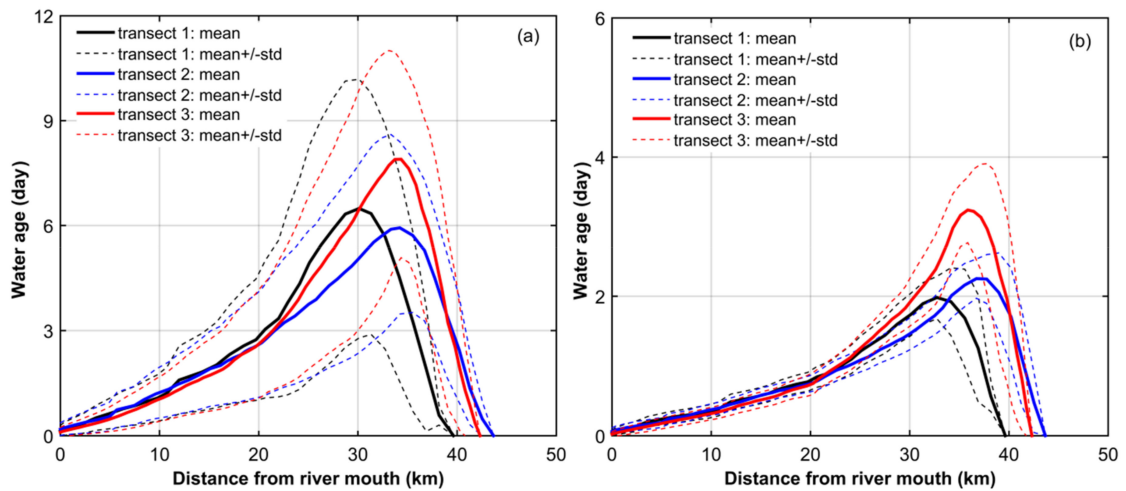 12
9
6
3
0
Water age (day)
transect 1: mean
transect 1: mean+/-std
transect 2: mean
transect 2: mean+/-std
transect 3: mean
transect 3: mean+/-std
(a)
0 10 20 30 40 50
Distance from river mouth (km)
6
4
2
0
Water age (day)
transect 1: mean
transect 1: mean+/-std
transect 2: mean
transect 2: mean+/-std
transect 3: mean
transect 3: mean+/-std
(b)
0 10 20 30 40 50
Distance from river mouth (km)